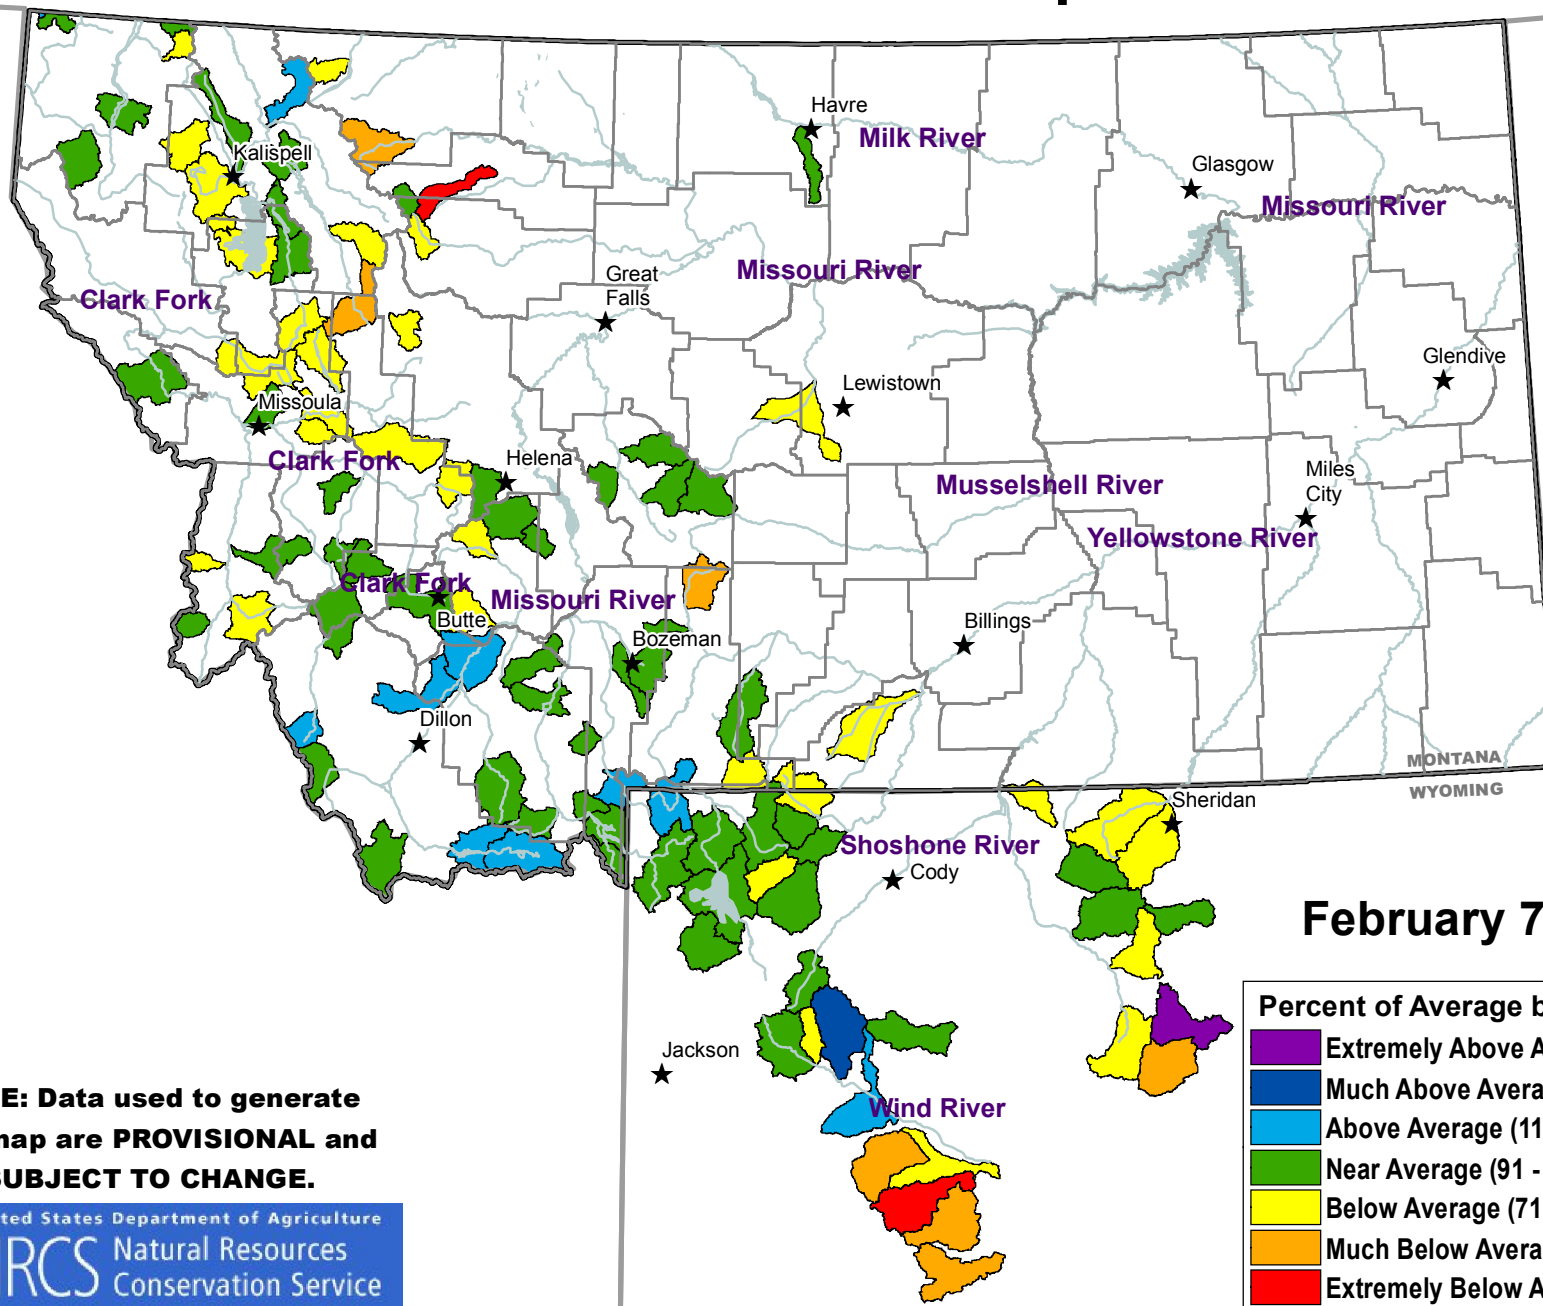 Havre
Milk River
Kalispell
Glasgow
Missouri River
Missouri River
Great
Falls
Clark Fork
Glendive
Lewistown
Missoula
Clark Fork
Helena
Miles
City
Musselshell River
Yellowstone River
Clark Fork
Missouri River
Butte
Bozeman
Billings
Dillon
MONTANA
WYOMING
Sheridan
Shoshone River
Cody
February 7
Jackson
Wind River
E: Data used to generate
map are PROVISIONAL and
SUBJECT TO CHANGE.
ted States Department of Agriculture
RCS
Natural Resources
Conservation Service
Percent of Average b
Extremely Above A
Much Above Avera
Above Average (11
Near Average (91 -
Below Average (71
Much Below Avera
Extremely Below A